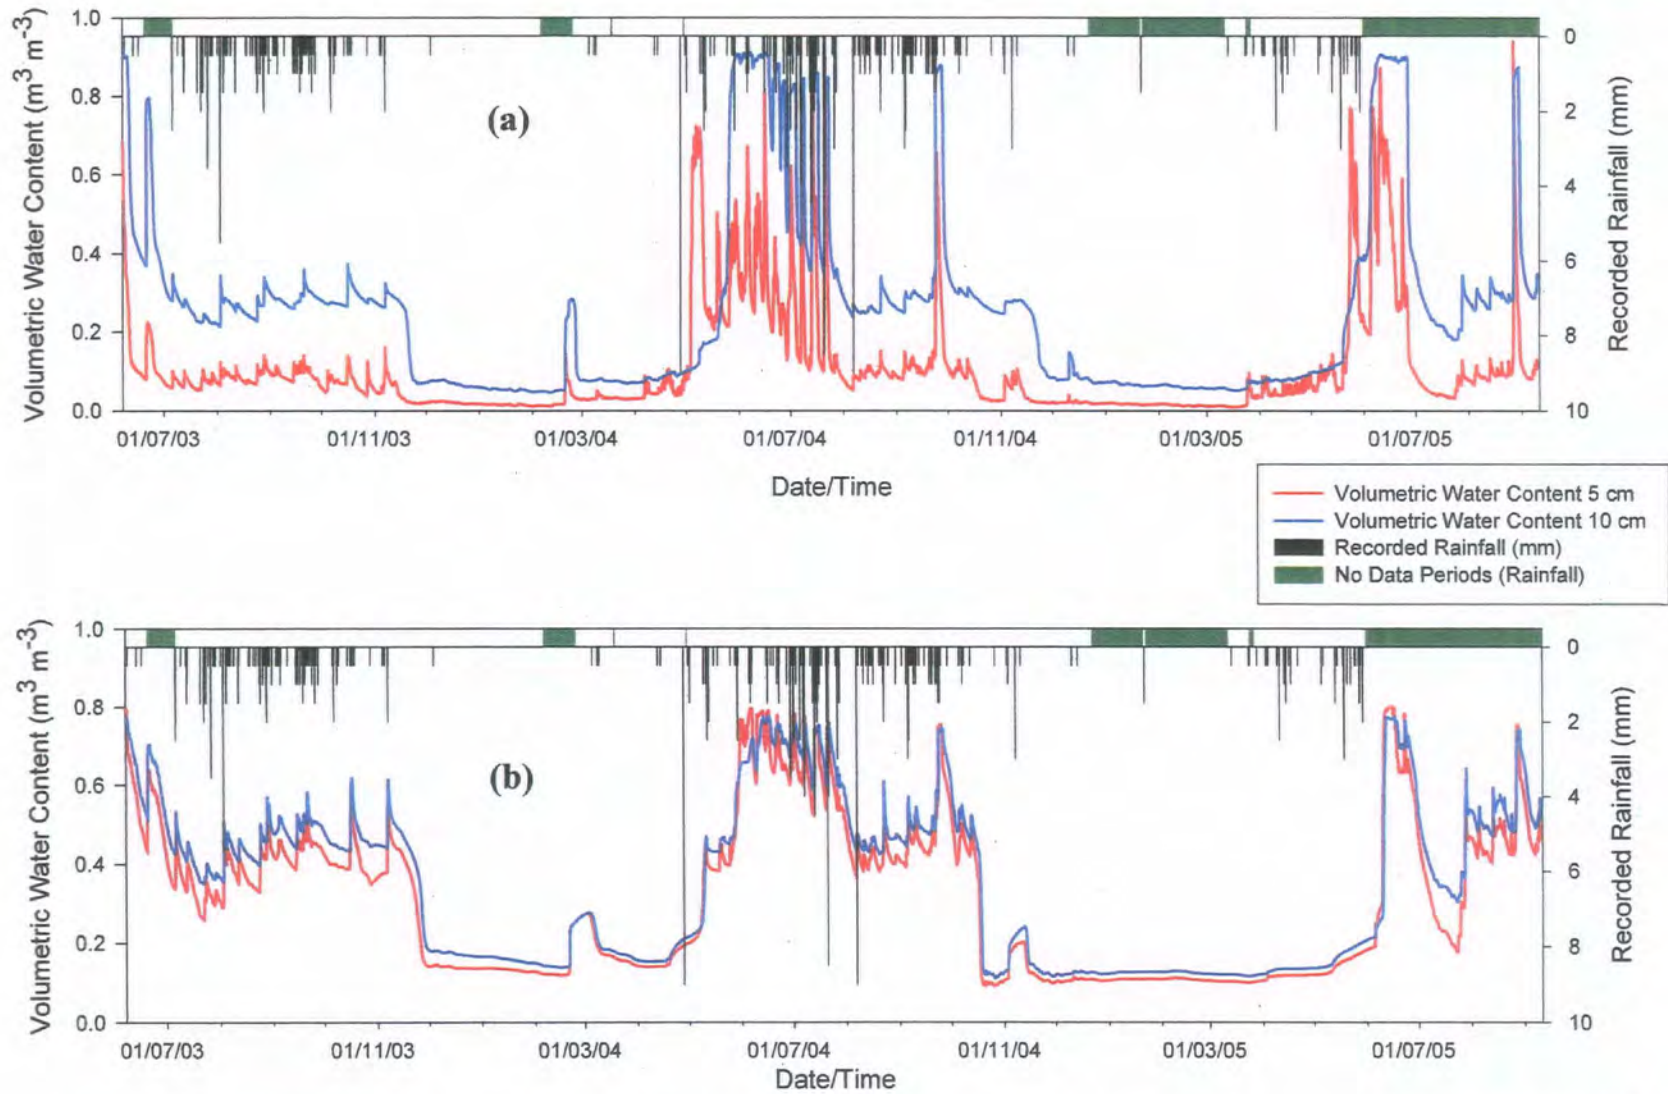 Volumetric Water Content (m³ m⁻³)
1.0
0.8
0.6
0.4
0.2
0.0
(a)
0
2
4
6
8
10
Recorded Rainfall (mm)
01/07/03 01/11/03 01/03/04 01/07/04 01/11/04 01/03/05 01/07/05
Date/Time
Volumetric Water Content 5 cm
Volumetric Water Content 10 cm
Recorded Rainfall (mm)
No Data Periods (Rainfall)
Volumetric Water Content (m³ m⁻³)
1.0
0.8
0.6
0.4
0.2
0.0
(b)
0
2
4
6
8
10
Recorded Rainfall (mm)
01/07/03 01/11/03 01/03/04 01/07/04 01/11/04 01/03/05 01/07/05
Date/Time